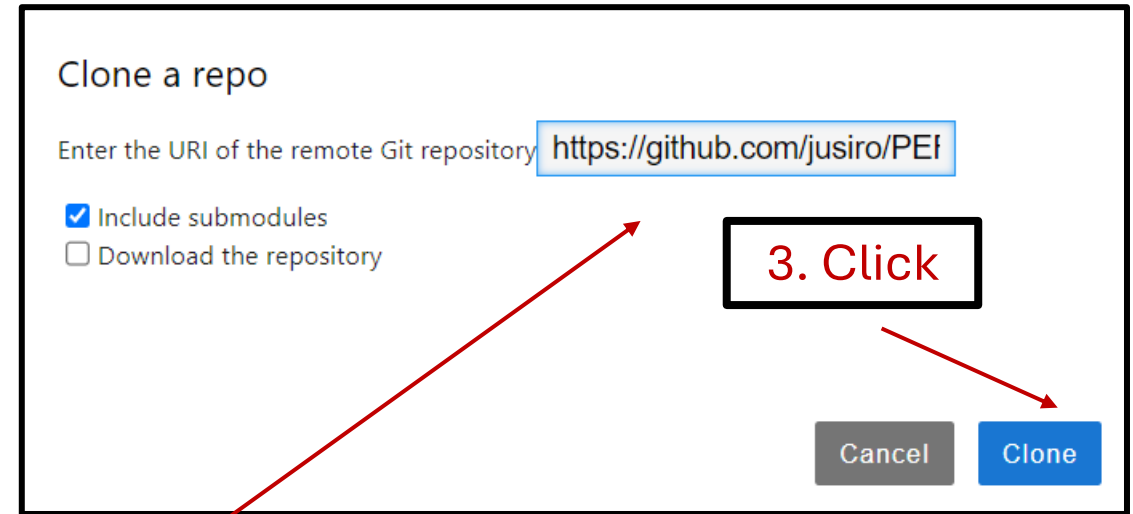 Clone a repo
Enter the URI of the remote Git repository https://github.com/jusiro/PE
Include submodules
Download the repository
3. Click
Cancel Clone